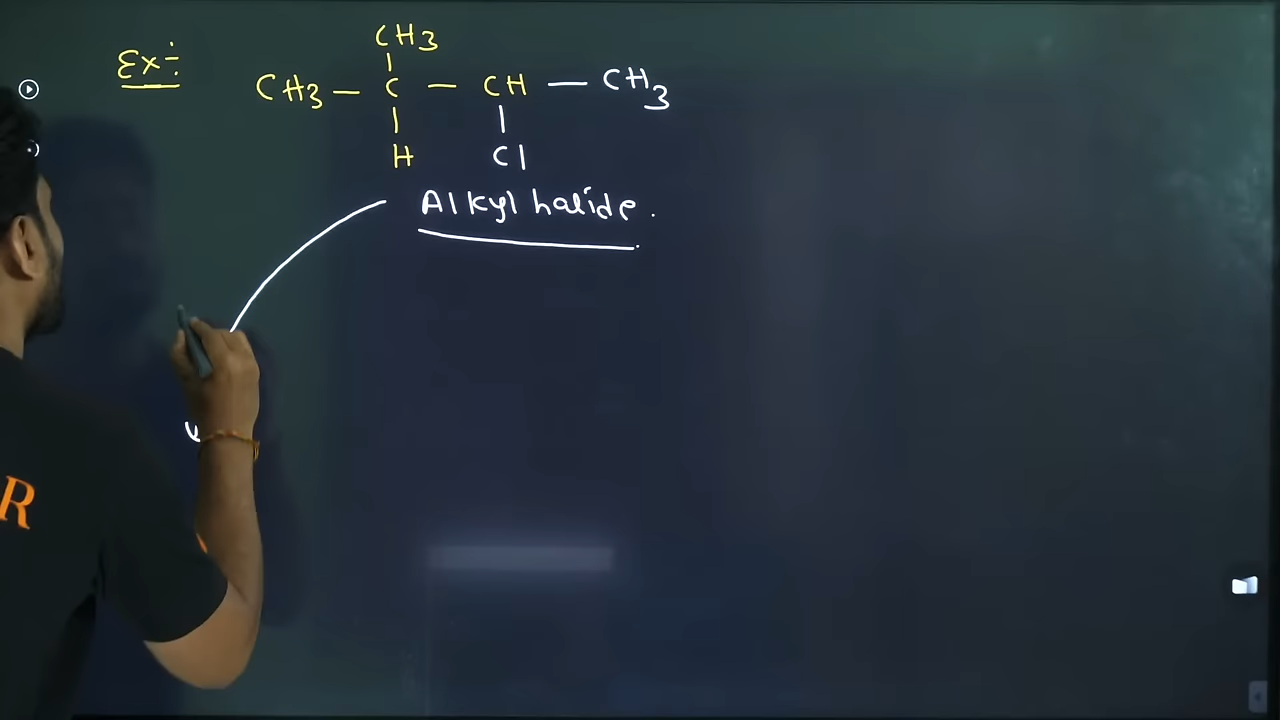 Ex:-
CH3
CH3 — C — CH — CH3
| |
H Cl
Alkyl halide.
R